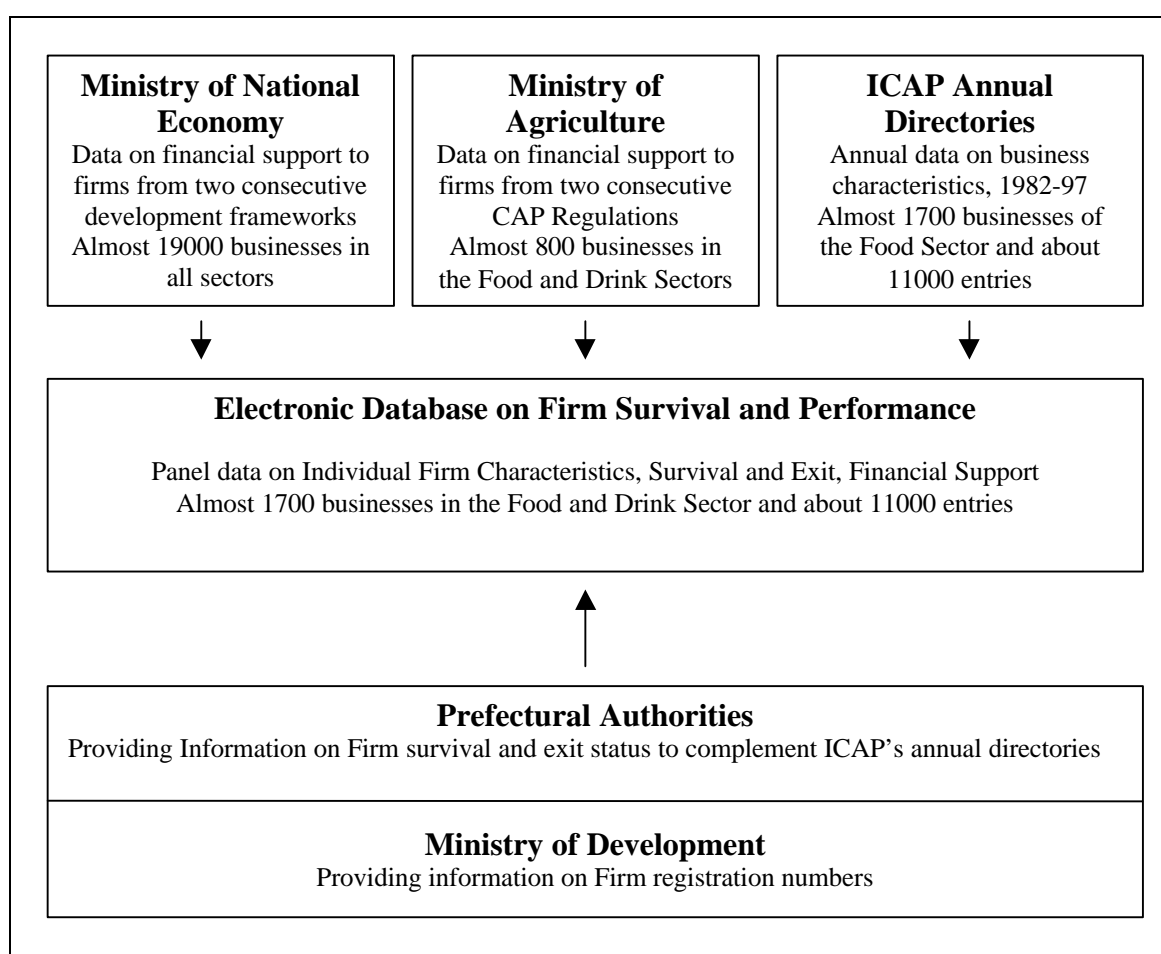 Ministry of National
Economy
Data on financial support to
firms from two consecutive
development frameworks
Almost 19000 businesses in
all sectors
Ministry of
Agriculture
Data on financial support to
firms from two consecutive
CAP Regulations
Almost 800 businesses in
the Food and Drink Sectors
ICAP Annual
Directories
Annual data on business
characteristics, 1982-97
Almost 1700 businesses of
the Food Sector and about
11000 entries
Electronic Database on Firm Survival and Performance
Panel data on Individual Firm Characteristics, Survival and Exit, Financial Support
Almost 1700 businesses in the Food and Drink Sector and about 11000 entries
Prefectural Authorities
Providing Information on Firm survival and exit status to complement ICAP’s annual directories
Ministry of Development
Providing information on Firm registration numbers